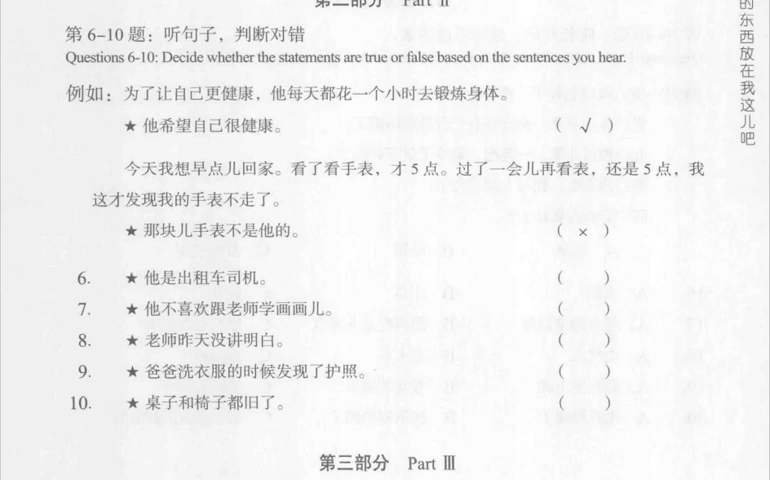 第二部分 Part Ⅱ
第 6-10 题：听句子，判断对错
Questions 6-10: Decide whether the statements are true or false based on the sentences you hear.
例如：为了让自己更健康，他每天都花一个小时去锻炼身体。
★ 他希望自己很健康。 （ √ ）
今天我想早点儿回家。看了看手表，才 5 点。过了一会儿再看表，还是 5 点，我
这才发现我的手表不走了。
★ 那块儿手表不是他的。 （ × ）
6. ★ 他是出租车司机。 （ ）
7. ★ 他不喜欢跟老师学画画儿。 （ ）
8. ★ 老师昨天没讲明白。 （ ）
9. ★ 爸爸洗衣服的时候发现了护照。 （ ）
10. ★ 桌子和椅子都旧了。 （ ）
第三部分 Part Ⅲ
的东西放在我这儿吧